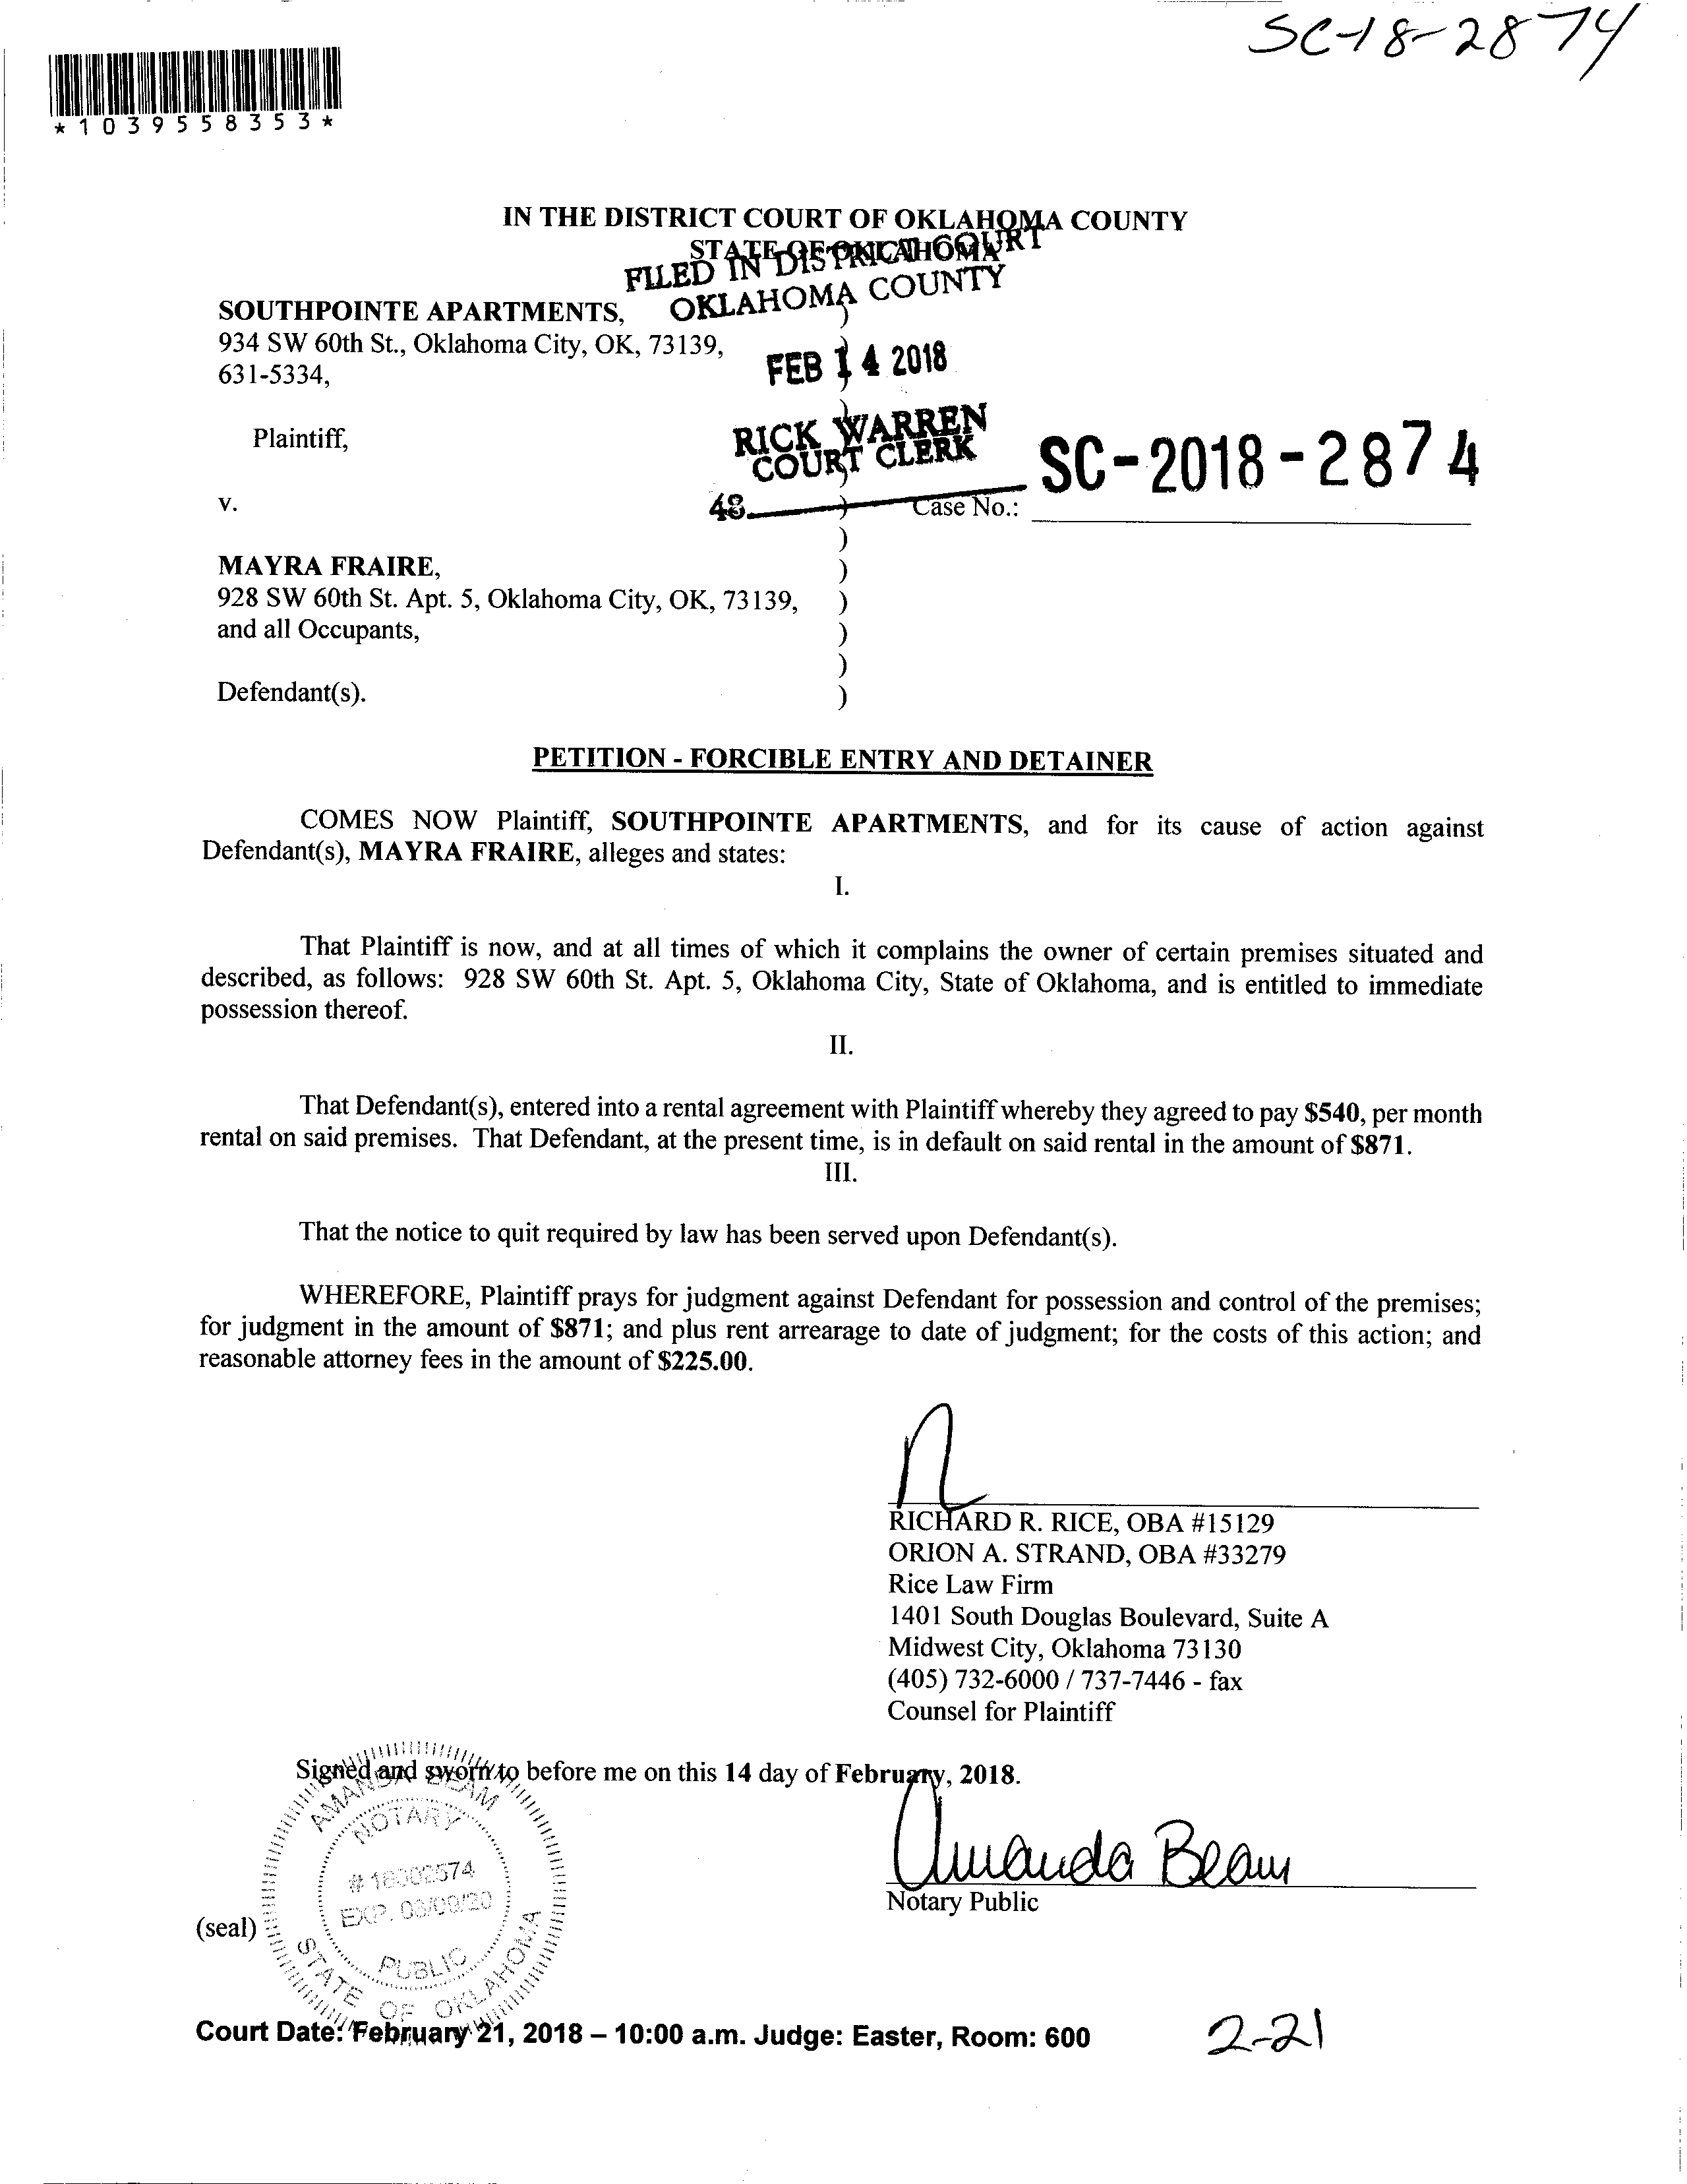 SC-18-2874
*1039558353*
IN THE DISTRICT COURT OF OKLAHOMA COUNTY
STATE OF OKLAHOMA
FILED IN DISTRICT COURT
OKLAHOMA COUNTY
SOUTHPOINTE APARTMENTS, )
934 SW 60th St., Oklahoma City, OK, 73139,
631-5334, )
FEB 14 2018
Plaintiff, )
RICK WARREN
COURT CLERK
SC-2018-2874
48
v. ) Case No.:
)
MAYRA FRAIRE, )
928 SW 60th St. Apt. 5, Oklahoma City, OK, 73139, )
and all Occupants, )
)
Defendant(s). )
PETITION - FORCIBLE ENTRY AND DETAINER
COMES NOW Plaintiff, SOUTHPOINTE APARTMENTS, and for its cause of action against
Defendant(s), MAYRA FRAIRE, alleges and states:
I.
That Plaintiff is now, and at all times of which it complains the owner of certain premises situated and
described, as follows: 928 SW 60th St. Apt. 5, Oklahoma City, State of Oklahoma, and is entitled to immediate
possession thereof.
II.
That Defendant(s), entered into a rental agreement with Plaintiff whereby they agreed to pay $540, per month
rental on said premises. That Defendant, at the present time, is in default on said rental in the amount of $871.
III.
That the notice to quit required by law has been served upon Defendant(s).
WHEREFORE, Plaintiff prays for judgment against Defendant for possession and control of the premises;
for judgment in the amount of $871; and plus rent arrearage to date of judgment; for the costs of this action; and
reasonable attorney fees in the amount of $225.00.
RICHARD R. RICE, OBA #15129
ORION A. STRAND, OBA #33279
Rice Law Firm
1401 South Douglas Boulevard, Suite A
Midwest City, Oklahoma 73130
(405) 732-6000 / 737-7446 - fax
Counsel for Plaintiff
Signed and sworn to before me on this 14 day of February, 2018.
AMANDA BEAM
NOTARY
EXP. 03/09/20
PUBLIC
STATE OF OKLAHOMA
Amanda Beam
Notary Public
(seal)
Court Date: February 21, 2018 – 10:00 a.m. Judge: Easter, Room: 600
2-21